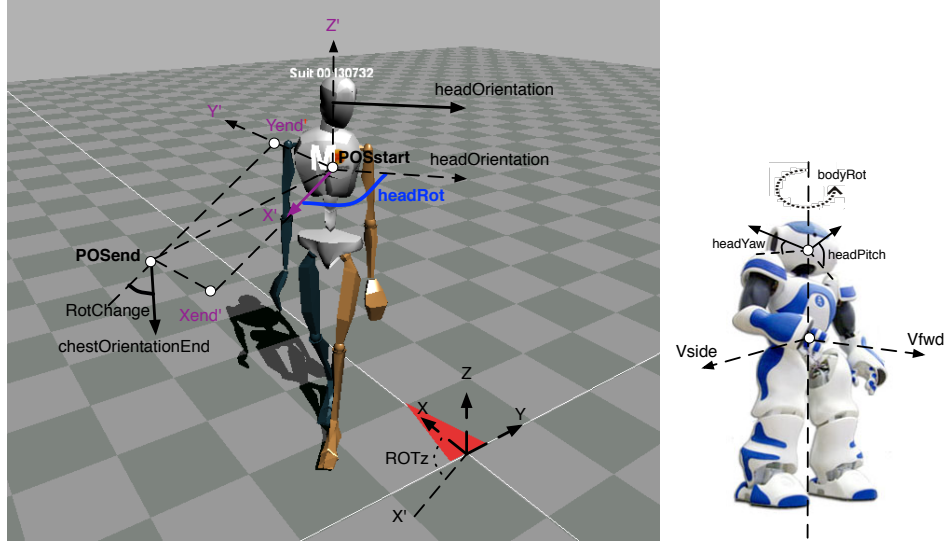 Z'
Suit 00130732
headOrientation
Y'
Yend'
M
POSstart
headOrientation
headRot
X'
POSend
RotChange
Xend'
chestOrientationEnd
Z
X
Y
ROTz
X'
bodyRot
headYaw
headPitch
Vside
Vfwd